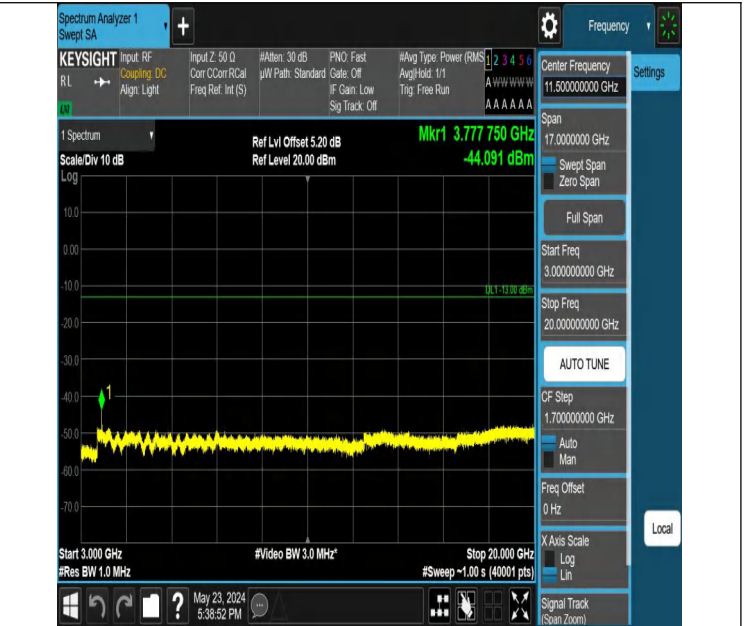 Spectrum Analyzer 1
Swept SA
+
Frequency
KEYSIGHT
RL
LNI
Input: RF
Coupling: DC
Align: Light
Input Z: 50 Ω
Corr CCorr RCal
Freq Ref: Int (S)
#Atten: 30 dB
µW Path: Standard
PNO: Fast
Gate: Off
IF Gain: Low
Sig Track: Off
#Avg Type: Power (RMS
Avg|Hold: 1/1
Trig: Free Run
1 2 3 4 5 6
A W W W W W
A A A A A A
1 Spectrum
Scale/Div 10 dB
Log
Ref Lvl Offset 5.20 dB
Ref Level 20.00 dBm
Mkr1 3.777 750 GHz
-44.091 dBm
10.0
0.00
-10.0
DL1 -13.00 dBm
-20.0
-30.0
-40.0
1
-50.0
-60.0
-70.0
Start 3.000 GHz
#Res BW 1.0 MHz
#Video BW 3.0 MHz*
Stop 20.000 GHz
#Sweep ~1.00 s (40001 pts)
Center Frequency
11.500000000 GHz
Settings
Span
17.0000000 GHz
Swept Span
Zero Span
Full Span
Start Freq
3.000000000 GHz
Stop Freq
20.000000000 GHz
AUTO TUNE
CF Step
1.700000000 GHz
Auto
Man
Freq Offset
0 Hz
X Axis Scale
Log
Lin
Local
Signal Track
(Span Zoom)
?
May 23, 2024
5:38:52 PM